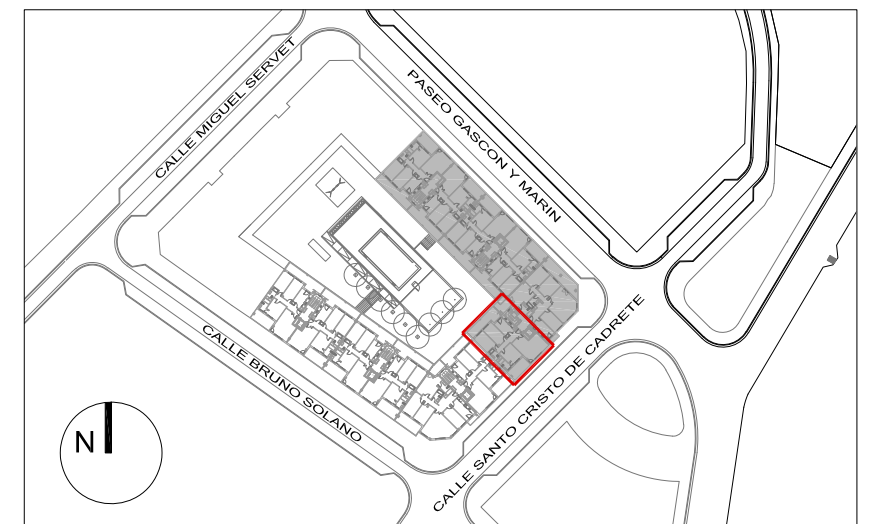 CALLE MIGUEL SERVET
PASEO GASCON Y MARIN
CALLE BRUNO SOLANO
CALLE SANTO CRISTO DE CADRETE
N